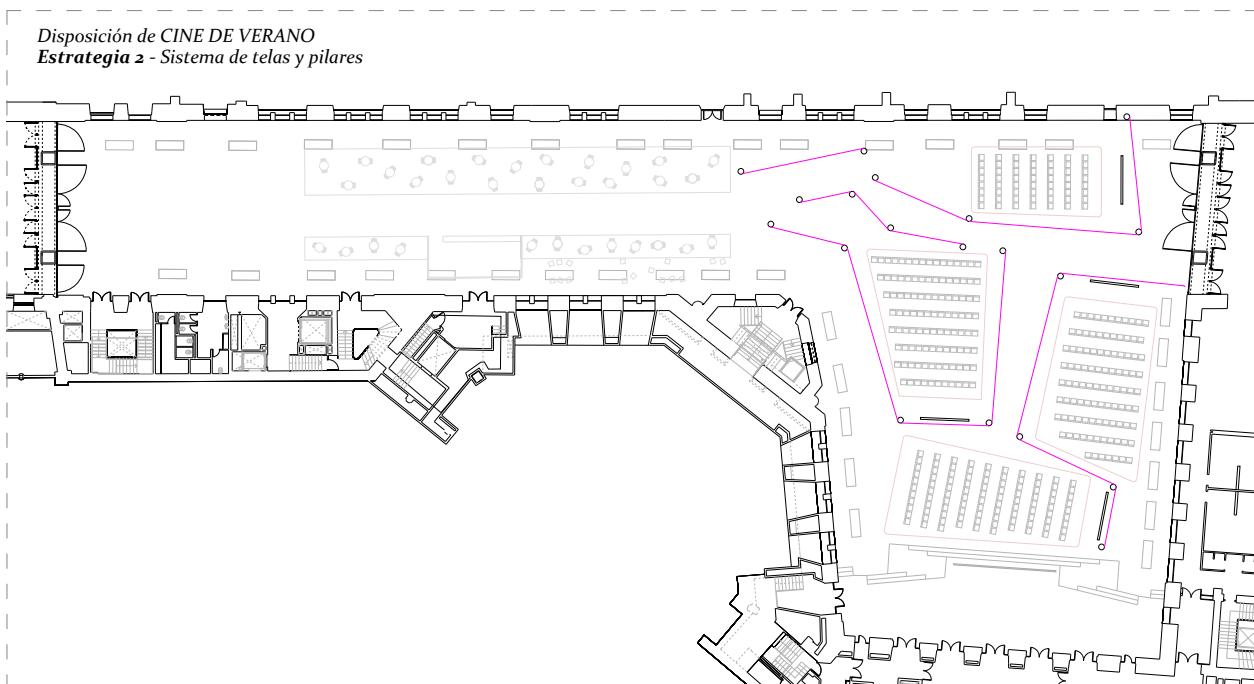 Disposición de CINE DE VERANO
Estrategia 2 - Sistema de telas y pilares